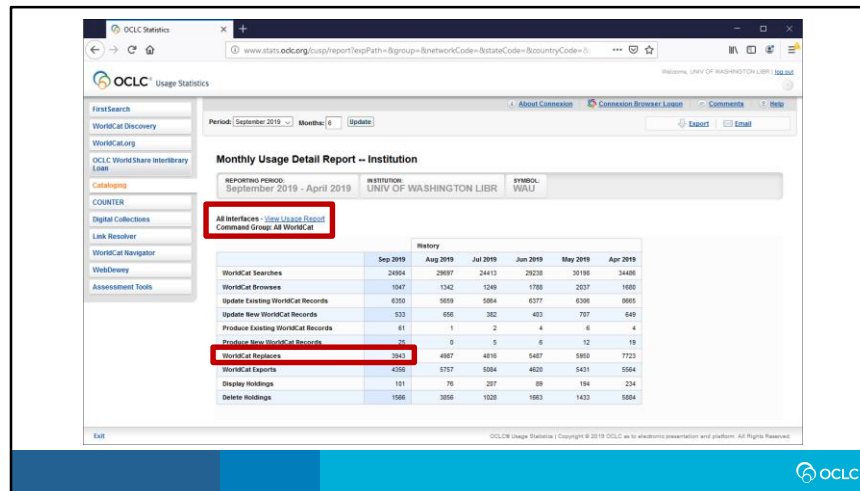 OCLC Statistics
www.stats.oclc.org/cusp/report?expPath=&group=&networkCode=&stateCode=&countryCode=
Welcome, UNIV OF WASHINGTON LIBR | log out
OCLC® Usage Statistics
About Connexion Connexion Browser Logon Comments Help
Period: September 2019 Months: 6 Update Export Email
FirstSearch
WorldCat Discovery
WorldCat.org
OCLC WorldShare Interlibrary Loan
Cataloging
COUNTER
Digital Collections
Link Resolver
WorldCat Navigator
WebDewey
Assessment Tools
Monthly Usage Detail Report -- Institution
REPORTING PERIOD: INSTITUTION: SYMBOL:
September 2019 - April 2019 UNIV OF WASHINGTON LIBR WAU
All Interfaces - View Usage Report
Command Group: All WorldCat
History
Sep 2019 Aug 2019 Jul 2019 Jun 2019 May 2019 Apr 2019
WorldCat Searches 24904 29697 24413 29238 30198 34486
WorldCat Browses 1047 1342 1249 1788 2037 1680
Update Existing WorldCat Records 6350 5659 5864 6377 6306 8665
Update New WorldCat Records 533 656 382 403 707 649
Produce Existing WorldCat Records 61 1 2 4 6 4
Produce New WorldCat Records 25 0 5 6 12 19
WorldCat Replaces 3943 4987 4816 5487 5950 7723
WorldCat Exports 4356 5757 5084 4620 5431 5564
Display Holdings 101 76 207 89 194 234
Delete Holdings 1566 3856 1028 1663 1433 5884
Exit OCLC® Usage Statistics | Copyright © 2019 OCLC as to electronic presentation and platform. All Rights Reserved
OCLC